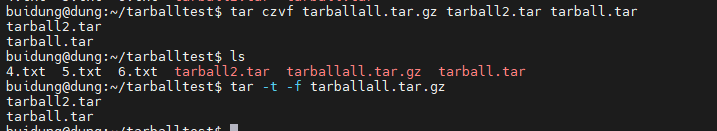 buidung@dung:~/tarballtest$ tar czvf tarballall.tar.gz tarball2.tar tarball.tar
tarball2.tar
tarball.tar
buidung@dung:~/tarballtest$ ls
4.txt 5.txt 6.txt tarball2.tar tarballall.tar.gz tarball.tar
buidung@dung:~/tarballtest$ tar -t -f tarballall.tar.gz
tarball2.tar
tarball.tar
buidung@dung:~/tarballtest$